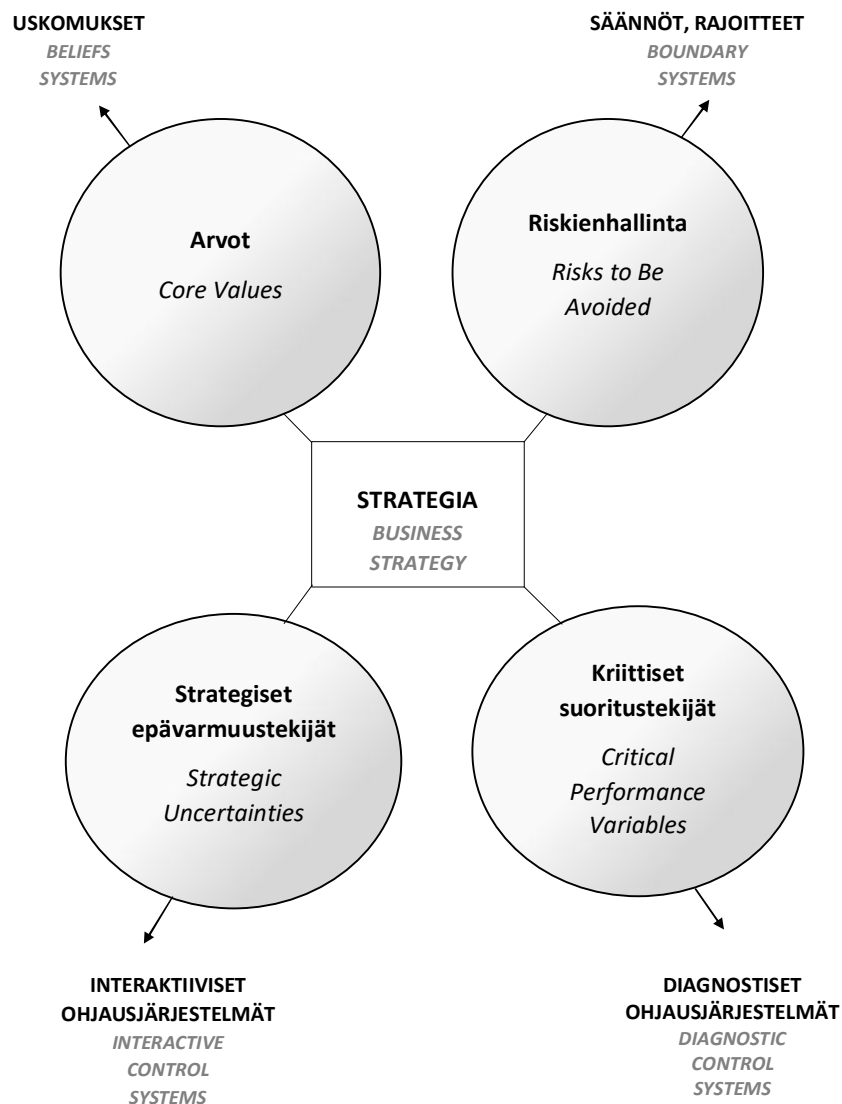 USKOMUKSET
BELIEFS
SYSTEMS
SÄÄNNÖT, RAJOITTEET
BOUNDARY
SYSTEMS
Arvot
Core Values
Riskienhallinta
Risks to Be
Avoided
STRATEGIA
BUSINESS
STRATEGY
Strategiset
epävarmuustekijät
Strategic
Uncertainties
Kriittiset
suoritustekijät
Critical
Performance
Variables
INTERAKTIIVISET
OHJAUSJÄRJESTELMÄT
INTERACTIVE
CONTROL
SYSTEMS
DIAGNOSTISET
OHJAUSJÄRJESTELMÄT
DIAGNOSTIC
CONTROL
SYSTEMS